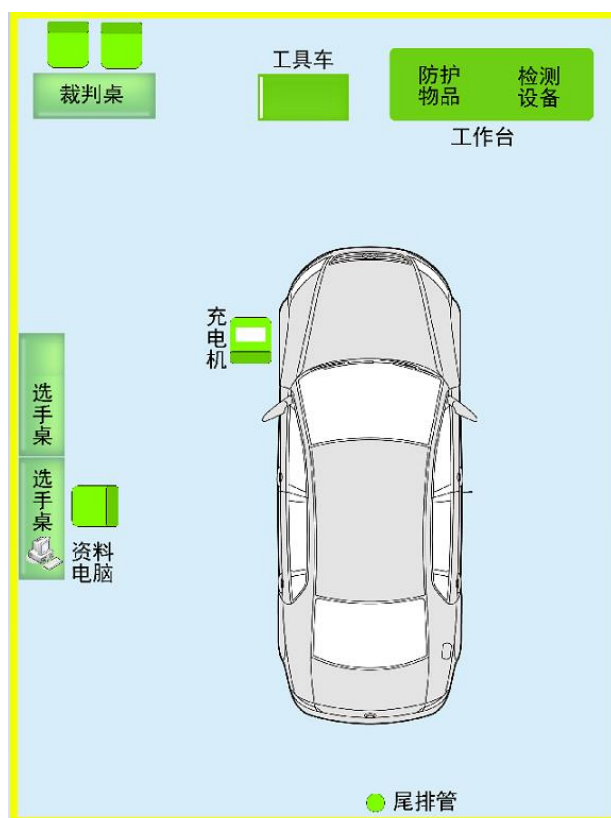 工具车
裁判桌
防护
物品
检测
设备
工作台
充
电
机
选
手
桌
选
手
桌
资料
电脑
尾排管